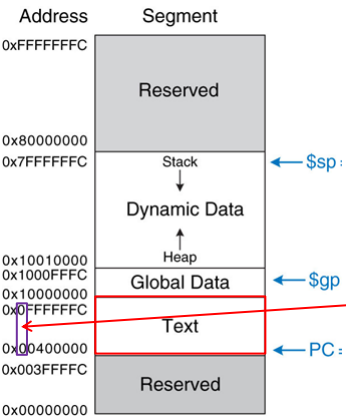 Address Segment
0xFFFFFFFC
Reserved
0x80000000
0x7FFFFFFC Stack $sp =
Dynamic Data
0x10010000 Heap
0x1000FFFC
Global Data $gp
0x10000000
0x0FFFFFFC
Text
0x00400000 PC =
0x003FFFFC
Reserved
0x00000000